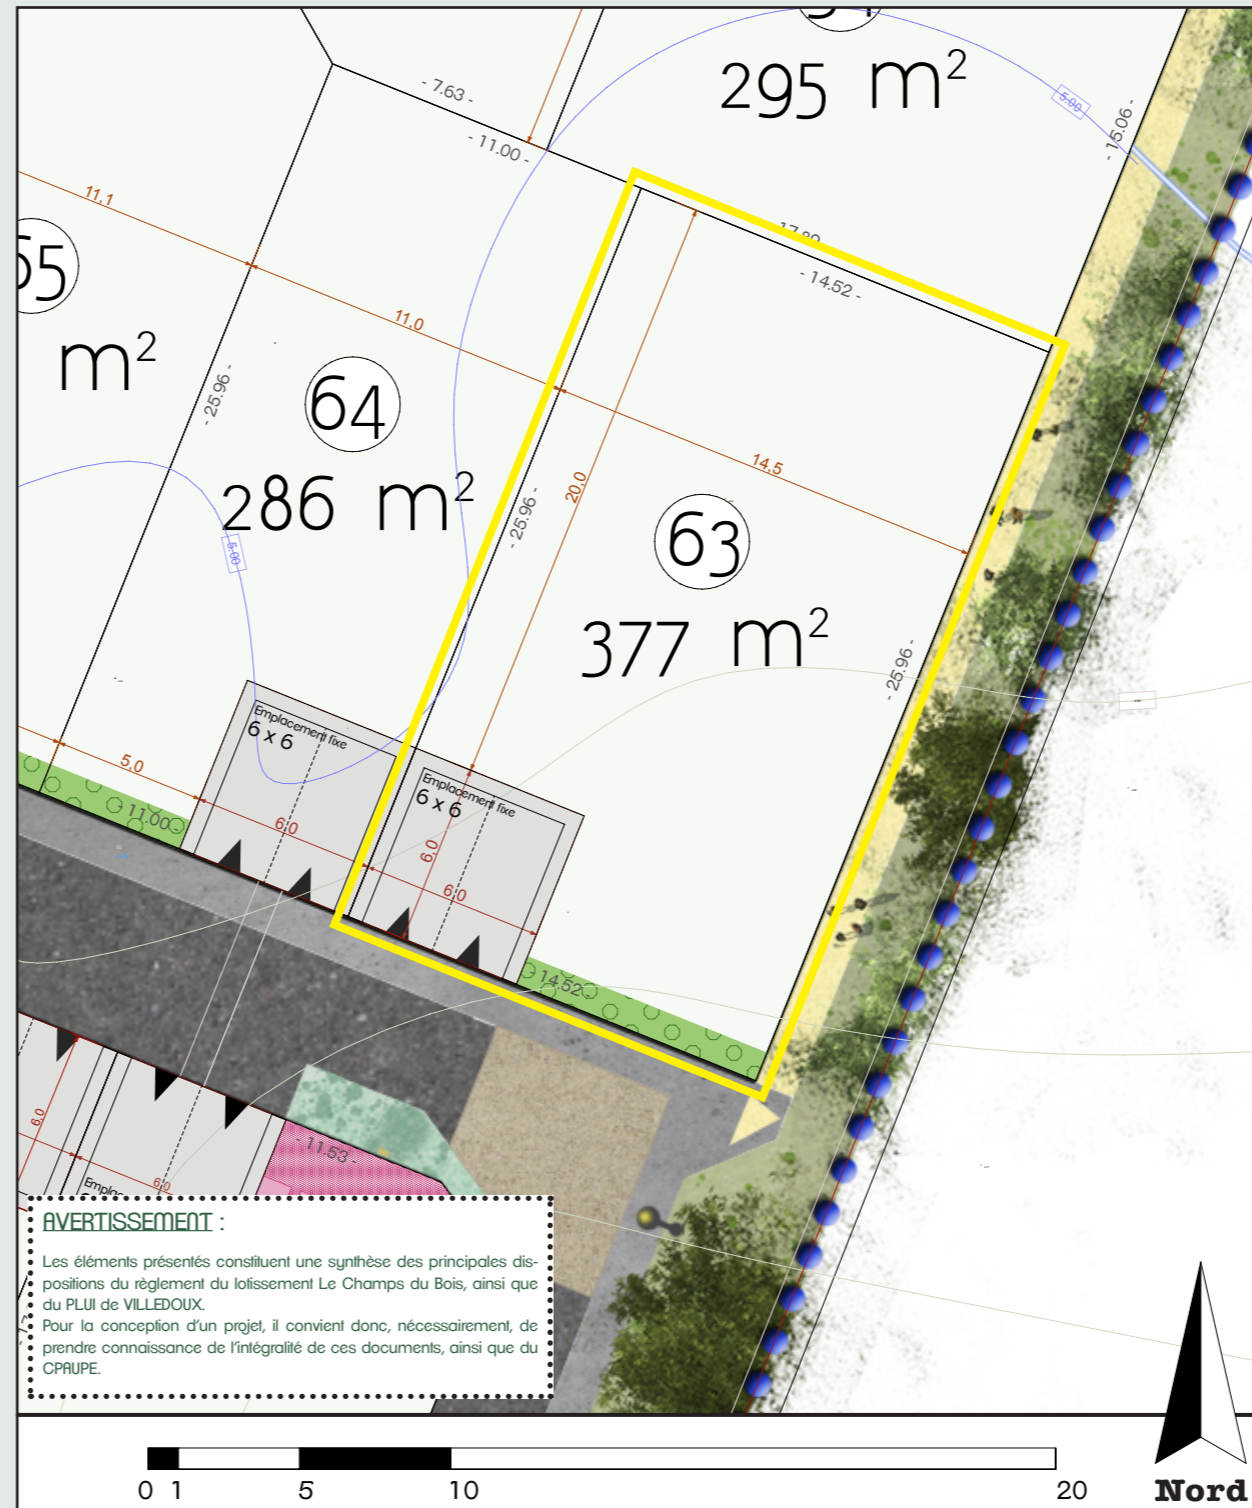 295 m²
- 7.63 -
- 11.00 -
5.00
- 15.06 -
11,1
- 14.52 -
55
m²
11,0
64
- 25.96 -
286 m²
5.00
20,0
14,5
- 25.96 -
63
377 m²
- 25.96 -
Emplacement fixe
6 x 6
Emplacement fixe
6 x 6
5,0
- 11.00 -
6,0
6,0
6,0
- 14.52 -
6,0
- 11.53 -
6,0
AVERTISSEMENT :
Les éléments présentés constituent une synthèse des principales dis-
positions du règlement du lotissement Le Champs du Bois, ainsi que
du PLUI de VILLEDOUX.
Pour la conception d'un projet, il convient donc, nécessairement, de
prendre connaissance de l'intégralité de ces documents, ainsi que du
CPAUPE.
0 1 5 10 20
Nord